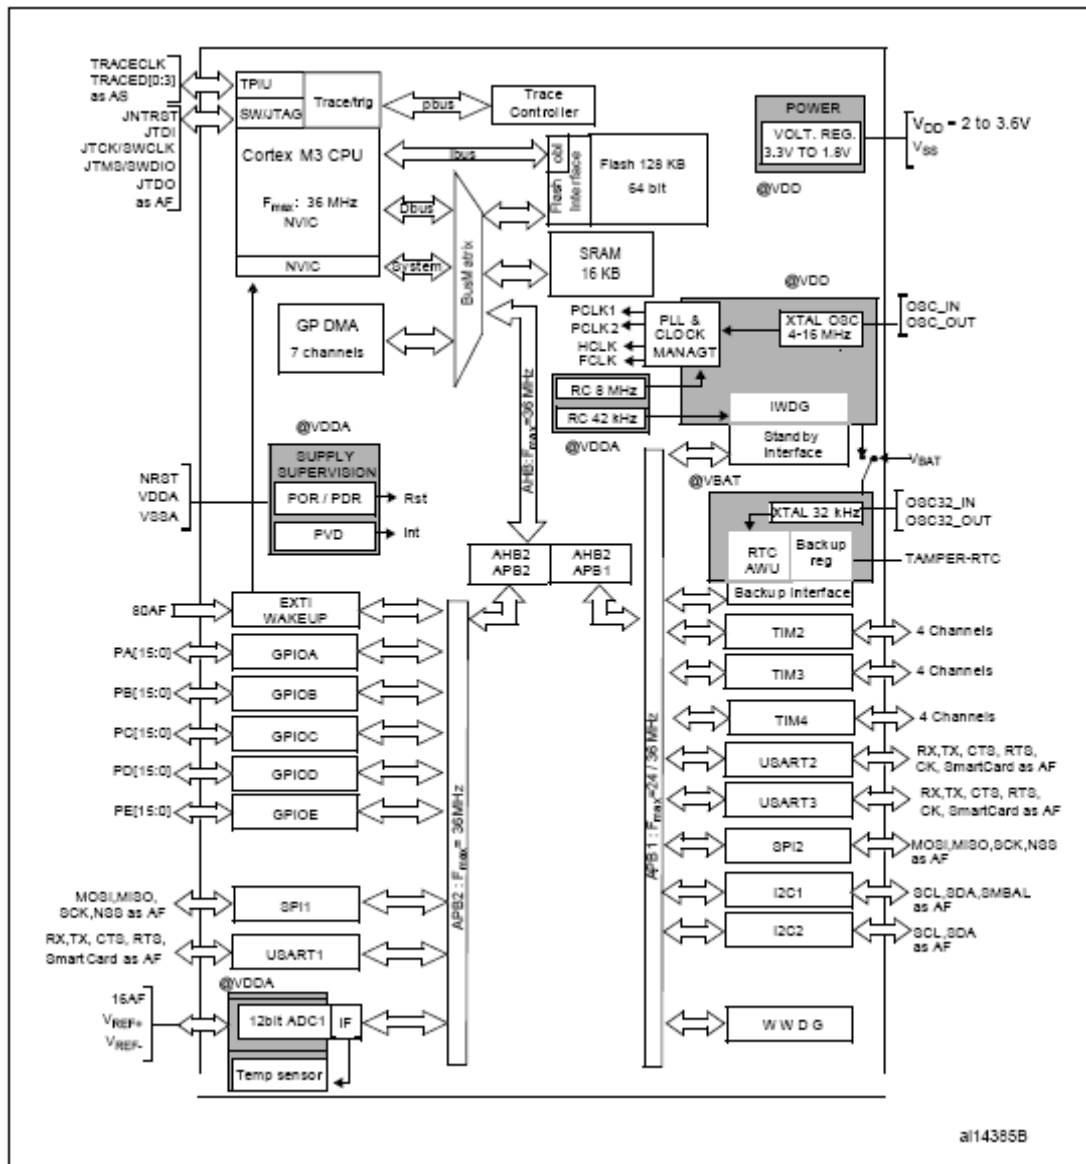 TRACECLK
TRACED[0:3]
as AS
JNTRST
JTDI
JTCK/SWCLK
JTMS/SWDIO
JTDO
as AF
TPIU
SW/JTAG
Trace/trig
Cortex M3 CPU
Fmax: 36 MHz
NVIC
NVIC
pbus
Trace
Controller
Ibus
Dbus
System
BusMatrix
Flash obl
Interface
Flash 128 KB
64 bit
SRAM
16 KB
GP DMA
7 channels
POWER
VOLT. REG.
3.3V TO 1.8V
@VDD
VDD = 2 to 3.6V
VSS
@VDD
PCLK1
PCLK2
HCLK
FCLK
PLL &
CLOCK
MANAGT
XTAL OSC
4-16 MHz
OSC_IN
OSC_OUT
RC 8 MHz
RC 42 kHz
@VDDA
IWDG
Standby
Interface
@VBAT
VBAT
XTAL 32 kHz
OSC32_IN
OSC32_OUT
RTC
AWU
Backup
reg
TAMPER-RTC
Backup Interface
AHB:Fmax=36 MHz
@VDDA
SUPPLY
SUPERVISION
NRST
VDDA
VSSA
POR / PDR
Rst
PVD
Int
AHB2
APB2
AHB2
APB1
80AF
EXTI
WAKEUP
PA[15:0]
GPIOA
PB[15:0]
GPIOB
PC[15:0]
GPIOC
PD[15:0]
GPIOD
PE[15:0]
GPIOE
MOSI,MISO,
SCK,NSS as AF
SPI1
RX,TX, CTS, RTS,
SmartCard as AF
USART1
@VDDA
16AF
VREF+
VREF-
12bit ADC1
IF
Temp sensor
APB2 : Fmax= 36MHz
APB1 : Fmax=24 / 36 MHz
TIM2
4 Channels
TIM3
4 Channels
TIM4
4 Channels
USART2
RX,TX, CTS, RTS,
CK, SmartCard as AF
USART3
RX,TX, CTS, RTS,
CK, SmartCard as AF
SPI2
MOSI,MISO,SCK,NSS
as AF
I2C1
SCL,SDA,SMBAL
as AF
I2C2
SCL,SDA
as AF
WWDG
ai14385B